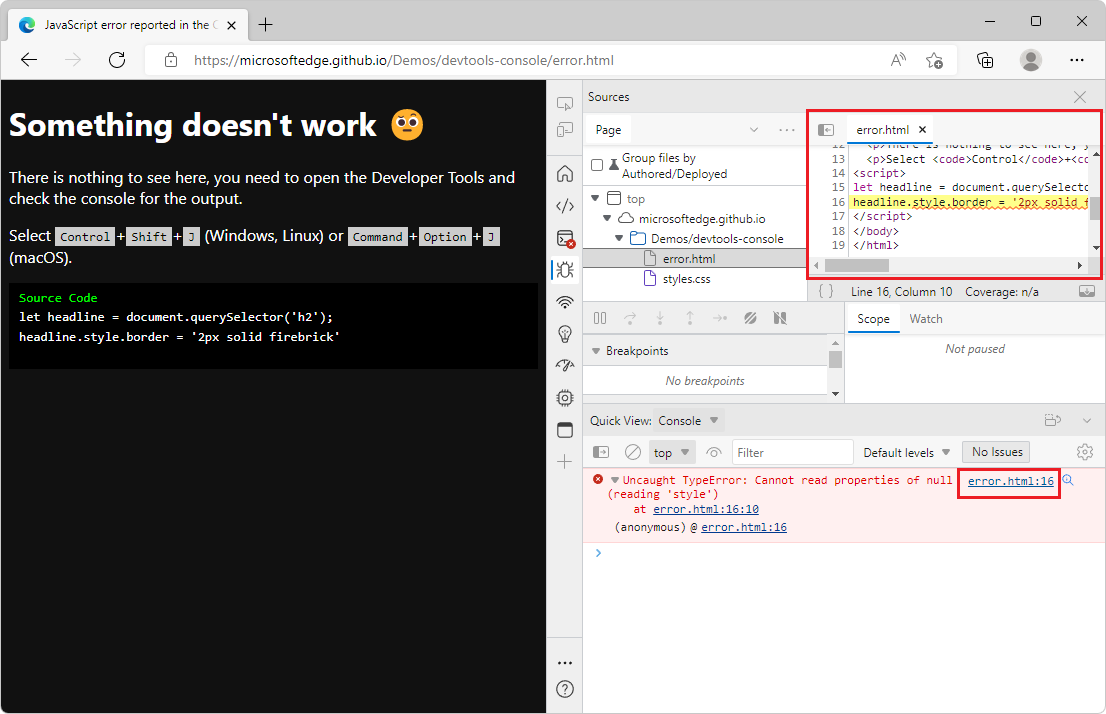 JavaScript error reported in the C
https://microsoftedge.github.io/Demos/devtools-console/error.html
Something doesn't work
There is nothing to see here, you need to open the Developer Tools and
check the console for the output.
Select Control+Shift+J (Windows, Linux) or Command+Option+J
(macOS).
Source Code
let headline = document.querySelector('h2');
headline.style.border = '2px solid firebrick'
Sources
Page
Group files by
Authored/Deployed
top
microsoftedge.github.io
Demos/devtools-console
error.html
styles.css
error.html
12 <p>There is nothing to see here, y
13 <p>Select <code>Control</code>+<co
14 <script>
15 let headline = document.querySelecto
16 headline.style.border = '2px solid f
17 </script>
18 </body>
19 </html>
{ } Line 16, Column 10 Coverage: n/a
Breakpoints
No breakpoints
Scope Watch
Not paused
Quick View: Console
top Filter Default levels No Issues
Uncaught TypeError: Cannot read properties of null error.html:16
(reading 'style')
at error.html:16:10
(anonymous) @ error.html:16